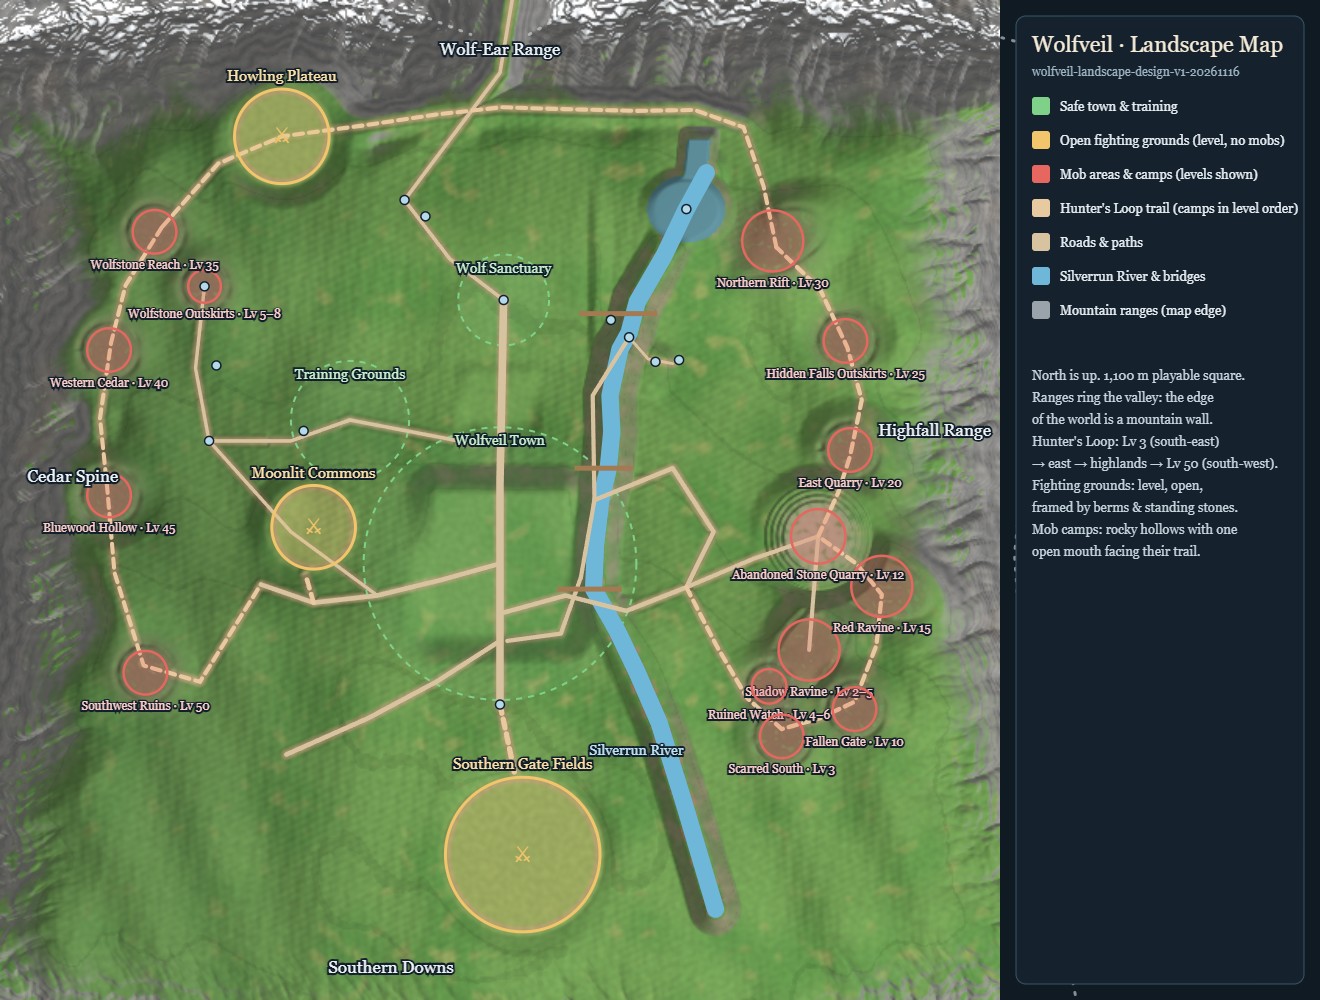 Wolf-Ear Range
Howling Plateau
Wolfstone Reach · Lv 35
Wolf Sanctuary
Northern Rift · Lv 30
Wolfstone Outskirts · Lv 5–8
Training Grounds
Hidden Falls Outskirts · Lv 25
Western Cedar · Lv 40
Highfall Range
Wolfveil Town
Moonlit Commons
Cedar Spine
East Quarry · Lv 20
Bluewood Hollow · Lv 45
Abandoned Stone Quarry · Lv 12
Red Ravine · Lv 15
Shadow Ravine · Lv 2–5
Southwest Ruins · Lv 50
Ruined Watch · Lv 4–6
Fallen Gate · Lv 10
Silverrun River
Southern Gate Fields
Scarred South · Lv 3
Southern Downs
Wolfveil · Landscape Map
wolfveil-landscape-design-v1-20261116
Safe town & training
Open fighting grounds (level, no mobs)
Mob areas & camps (levels shown)
Hunter's Loop trail (camps in level order)
Roads & paths
Silverrun River & bridges
Mountain ranges (map edge)
North is up. 1,100 m playable square.
Ranges ring the valley: the edge
of the world is a mountain wall.
Hunter's Loop: Lv 3 (south-east)
→ east → highlands → Lv 50 (south-west).
Fighting grounds: level, open,
framed by berms & standing stones.
Mob camps: rocky hollows with one
open mouth facing their trail.